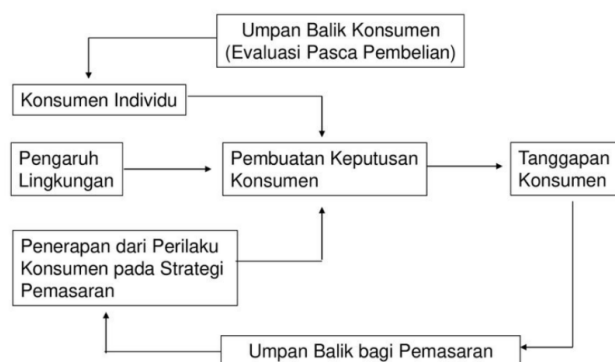 Umpan Balik Konsumen
(Evaluasi Pasca Pembelian)
Konsumen Individu
Pengaruh
Lingkungan
Pembuatan Keputusan
Konsumen
Tanggapan
Konsumen
Penerapan dari Perilaku
Konsumen pada Strategi
Pemasaran
Umpan Balik bagi Pemasaran